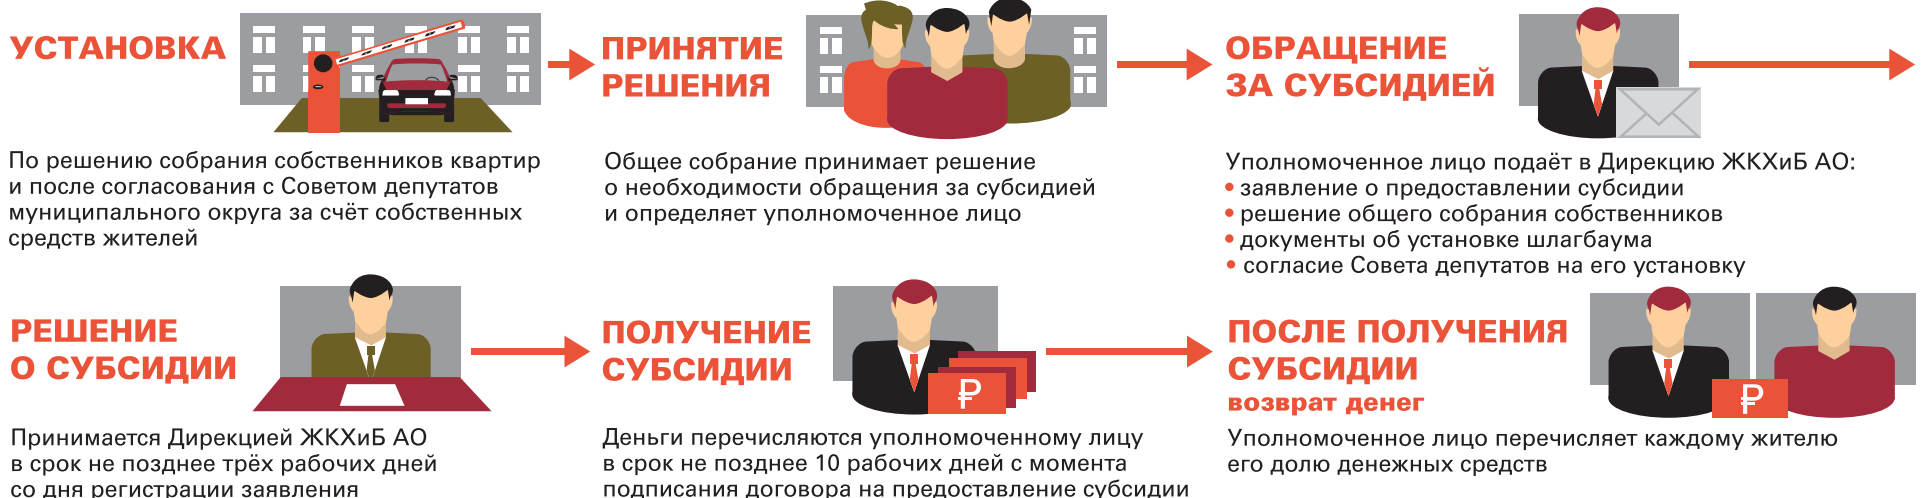 УСТАНОВКА
По решению собрания собственников квартир
и после согласования с Советом депутатов
муниципального округа за счёт собственных
средств жителей
ПРИНЯТИЕ
РЕШЕНИЯ
Общее собрание принимает решение
о необходимости обращения за субсидией
и определяет уполномоченное лицо
ОБРАЩЕНИЕ
ЗА СУБСИДИЕЙ
Уполномоченное лицо подаёт в Дирекцию ЖКХиБ АО:
• заявление о предоставлении субсидии
• решение общего собрания собственников
• документы об установке шлагбаума
• согласие Совета депутатов на его установку
РЕШЕНИЕ
О СУБСИДИИ
Принимается Дирекцией ЖКХиБ АО
в срок не позднее трёх рабочих дней
со дня регистрации заявления
ПОЛУЧЕНИЕ
СУБСИДИИ
₽
Деньги перечисляются уполномоченному лицу
в срок не позднее 10 рабочих дней с момента
подписания договора на предоставление субсидии
ПОСЛЕ ПОЛУЧЕНИЯ
СУБСИДИИ
возврат денег
₽
Уполномоченное лицо перечисляет каждому жителю
его долю денежных средств